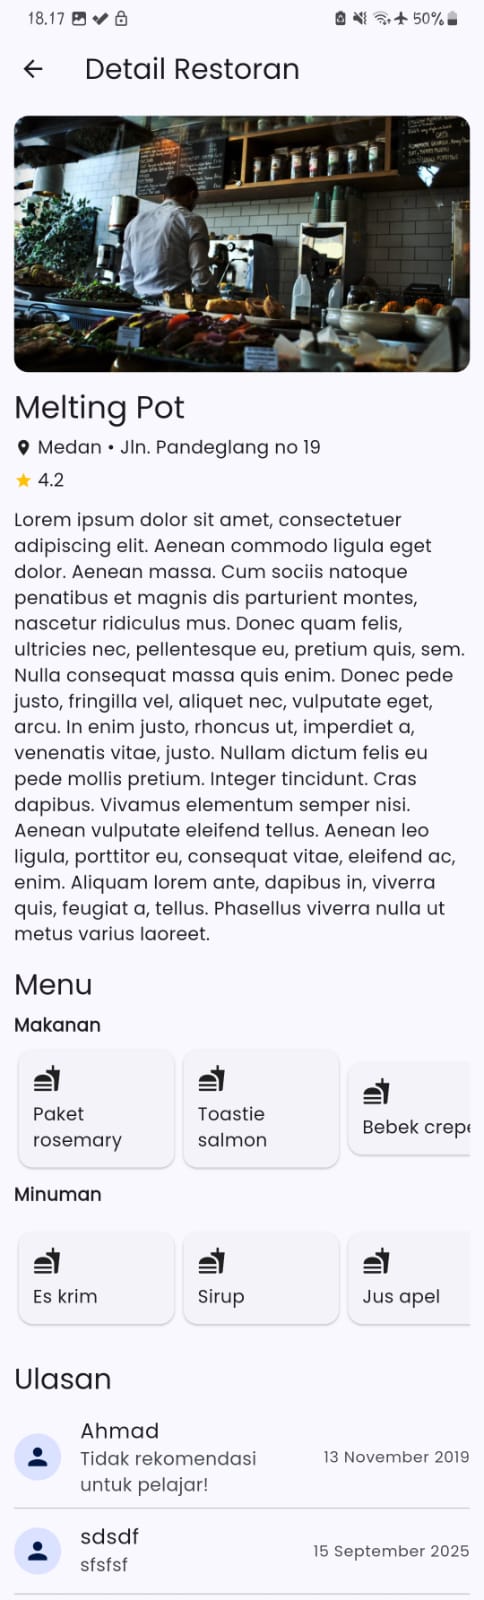 18.17
50%
Detail Restoran
Melting Pot
Medan • Jln. Pandeglang no 19
4.2
Lorem ipsum dolor sit amet, consectetuer
adipiscing elit. Aenean commodo ligula eget
dolor. Aenean massa. Cum sociis natoque
penatibus et magnis dis parturient montes,
nascetur ridiculus mus. Donec quam felis,
ultricies nec, pellentesque eu, pretium quis, sem.
Nulla consequat massa quis enim. Donec pede
justo, fringilla vel, aliquet nec, vulputate eget,
arcu. In enim justo, rhoncus ut, imperdiet a,
venenatis vitae, justo. Nullam dictum felis eu
pede mollis pretium. Integer tincidunt. Cras
dapibus. Vivamus elementum semper nisi.
Aenean vulputate eleifend tellus. Aenean leo
ligula, porttitor eu, consequat vitae, eleifend ac,
enim. Aliquam lorem ante, dapibus in, viverra
quis, feugiat a, tellus. Phasellus viverra nulla ut
metus varius laoreet.
Menu
Makanan
Paket
rosemary
Toastie
salmon
Bebek crepe
Minuman
Es krim
Sirup
Jus apel
Ulasan
Ahmad
Tidak rekomendasi
untuk pelajar!
13 November 2019
sdsdf
sfsfsf
15 September 2025